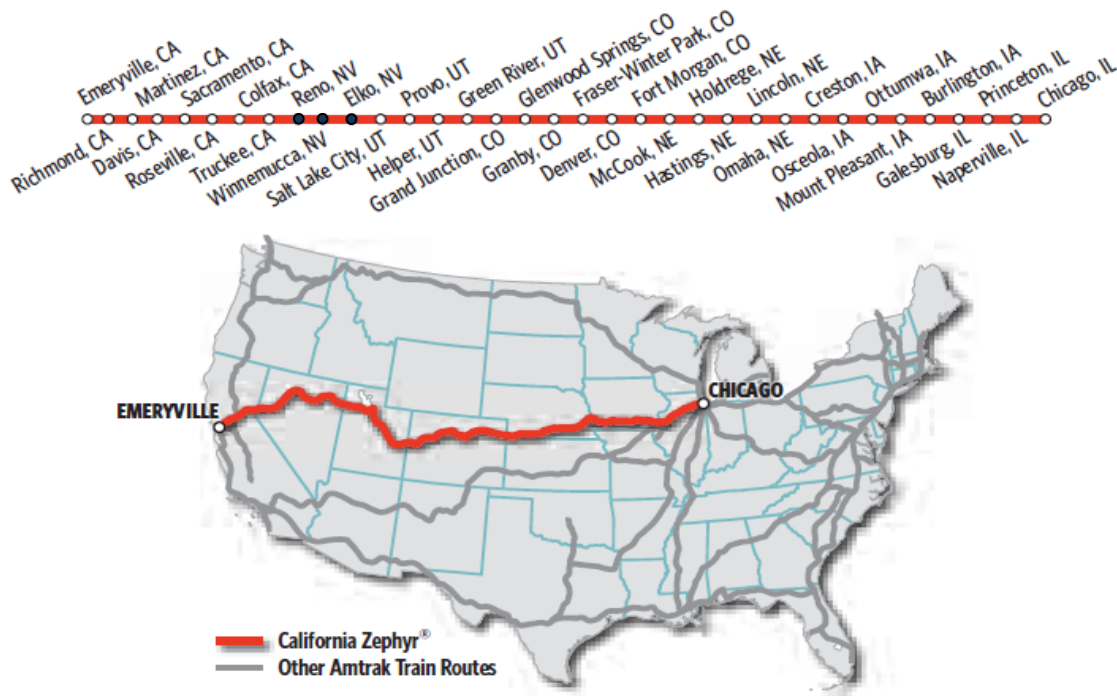 Emeryville, CA
Martinez, CA
Sacramento, CA
Colfax, CA
Reno, NV
Elko, NV
Provo, UT
Green River, UT
Glenwood Springs, CO
Fraser-Winter Park, CO
Fort Morgan, CO
Holdrege, NE
Lincoln, NE
Creston, IA
Ottumwa, IA
Burlington, IA
Princeton, IL
Chicago, IL
Richmond, CA
Davis, CA
Roseville, CA
Truckee, CA
Winnemucca, NV
Salt Lake City, UT
Helper, UT
Grand Junction, CO
Granby, CO
Denver, CO
McCook, NE
Hastings, NE
Omaha, NE
Osceola, IA
Mount Pleasant, IA
Galesburg, IL
Naperville, IL
CHICAGO
EMERYVILLE
California Zephyr®
Other Amtrak Train Routes